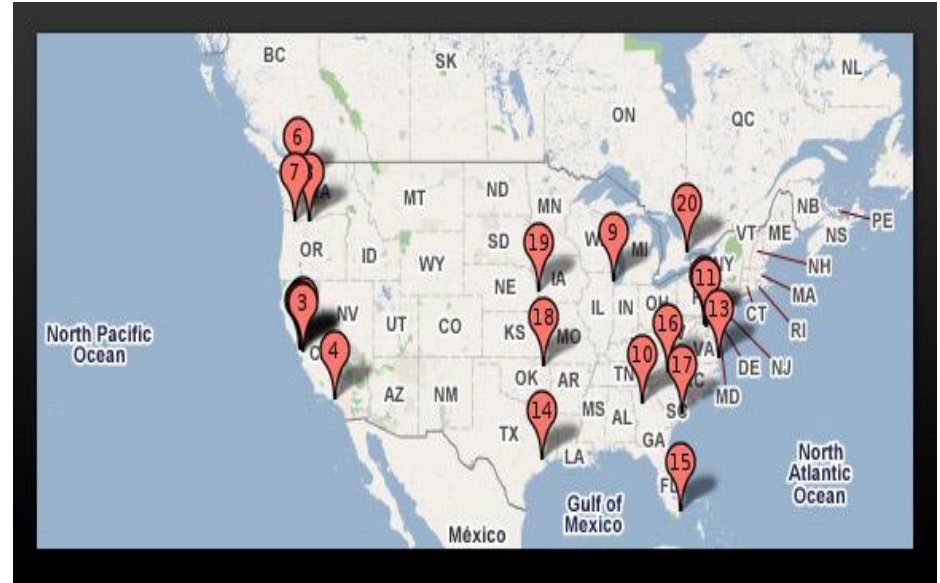 BC
SK
NL
ON
QC
6
7
MT
ND
MN
NB
PE
20
VT
ME
NS
OR
ID
WY
SD
19
9
MI
NY
NH
NE
IA
11
MA
3
NV
UT
CO
IL
IN
CT
RI
North Pacific
Ocean
4
KS
18
MO
16
13
VA
DE
NJ
AZ
NM
OK
AR
TN
10
17
MD
TX
14
MS
AL
LA
GA
15
North
Atlantic
Ocean
Gulf of
Mexico
México